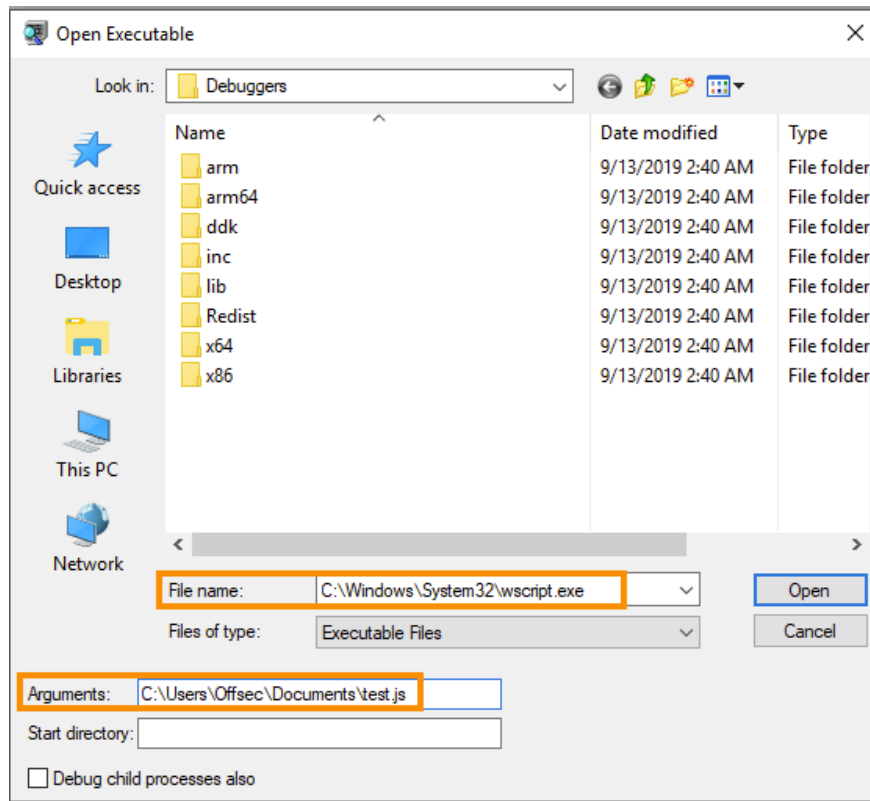 Open Executable
Look in: Debuggers
Name Date modified Type
arm 9/13/2019 2:40 AM File folder
arm64 9/13/2019 2:40 AM File folder
ddk 9/13/2019 2:40 AM File folder
inc 9/13/2019 2:40 AM File folder
lib 9/13/2019 2:40 AM File folder
Redist 9/13/2019 2:40 AM File folder
x64 9/13/2019 2:40 AM File folder
x86 9/13/2019 2:40 AM File folder
Quick access
Desktop
Libraries
This PC
Network
File name: C:\Windows\System32\wscript.exe Open
Files of type: Executable Files Cancel
Arguments: C:\Users\Offsec\Documents\test.js
Start directory:
Debug child processes also